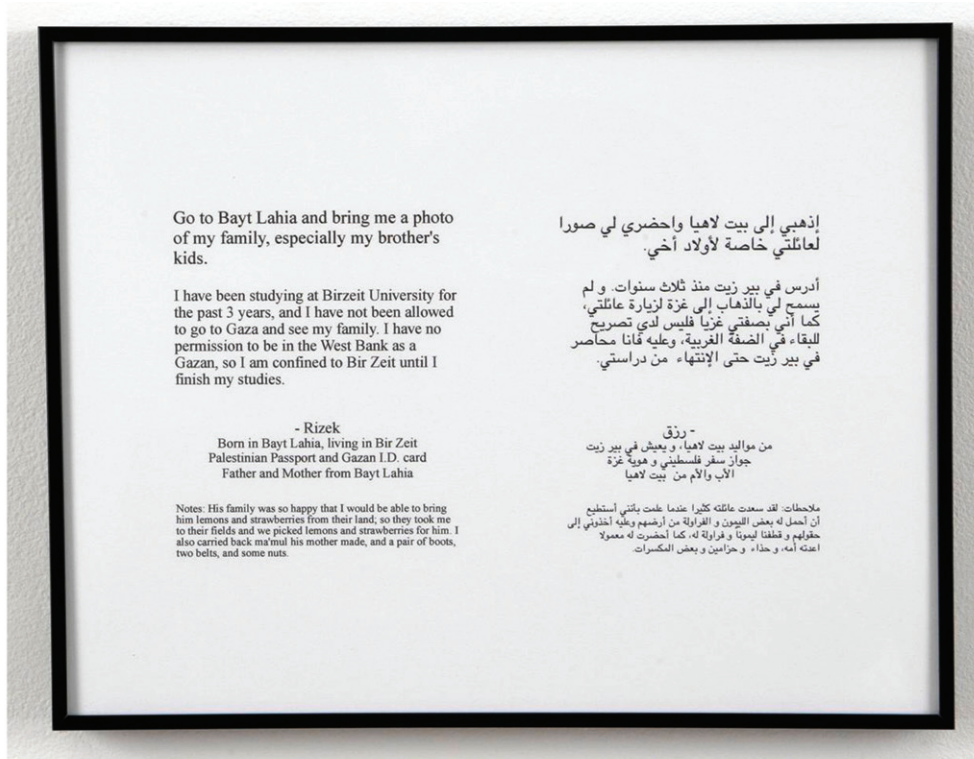 Go to Bayt Lahia and bring me a photo
of my family, especially my brother's
kids.
I have been studying at Birzeit University for
the past 3 years, and I have not been allowed
to go to Gaza and see my family. I have no
permission to be in the West Bank as a
Gazan, so I am confined to Bir Zeit until I
finish my studies.
- Rizek
Born in Bayt Lahia, living in Bir Zeit
Palestinian Passport and Gazan I.D. card
Father and Mother from Bayt Lahia
Notes: His family was so happy that I would be able to bring
him lemons and strawberries from their land; so they took me
to their fields and we picked lemons and strawberries for him. I
also carried back ma'mul his mother made, and a pair of boots,
two belts, and some nuts.
إذهبي إلى بيت لاهيا واحضري لي صورا
لعائلتي خاصة لأولاد أخي.
أدرس في بير زيت منذ ثلاث سنوات. و لم
يسمح لي بالذهاب إلى غزة لزيارة عائلتي،
كما أني بصفتي غزيا فليس لدي تصريح
للبقاء في الضفة الغربية، وعليه فانا محاصر
في بير زيت حتى الإنتهاء من دراستي.
- رزق
من مواليد بيت لاهيا، و يعيش في بير زيت
جواز سفر فلسطيني و هوية غزة
الأب والأم من بيت لاهيا
ملاحظات: لقد سعدت عائلته كثيرا عندما علمت بأنني أستطيع
أن أحمل له بعض الليمون و الفراولة من أرضهم وعليه أخذوني إلى
حقولهم و قطفنا ليمونا و فراولة له، كما أحضرت له معمولا
اعدته أمه، و حذاء و حزامين و بعض المكسرات.